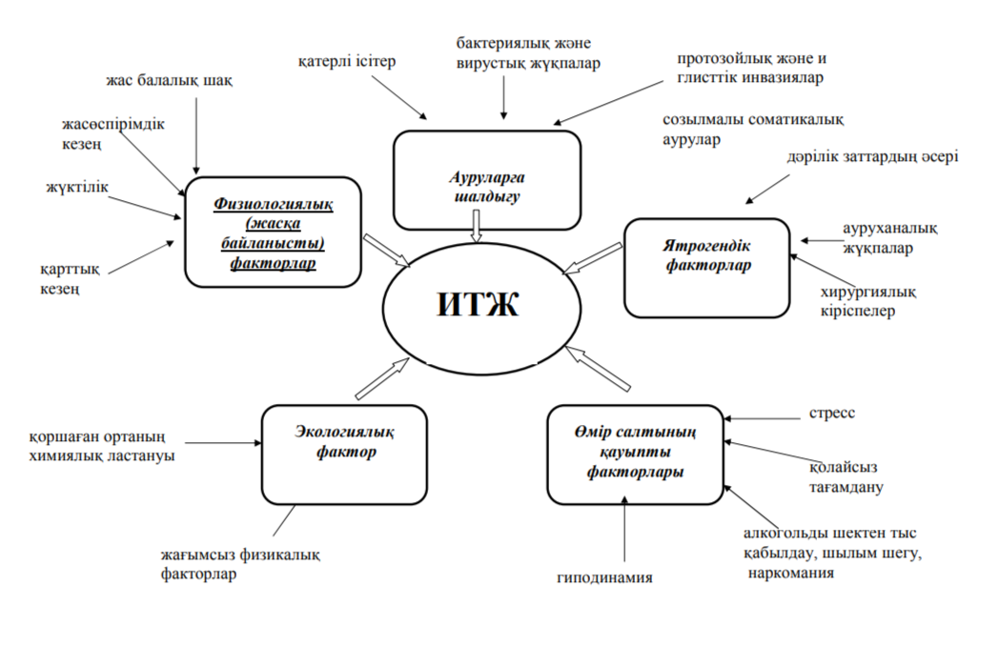 қатерлі ісітер
бактериялық және
вирустық жүқпалар
протозойлық және и
глисттік инвазиялар
жас балалық шақ
жасөспірімдік
кезең
жүктілік
қарттық
кезең
Физиологиялық
(жасқа
байланысты)
факторлар
Ауруларға
шалдығу
созылмалы соматикалық
аурулар
дәрілік заттардың әсері
Ятрогендік
факторлар
ауруханалық
жүқпалар
хирургиялық
кіріспелер
ИТЖ
Экологиялық
фактор
қоршаған ортаның
химиялық ластануы
жағымсыз физикалық
факторлар
Өмір салтының
қауыпты
факторлары
стресс
қолайсыз
тағамдану
алкогольды шектен тыс
қабылдау, шылым шегу,
наркомания
гиподинамия